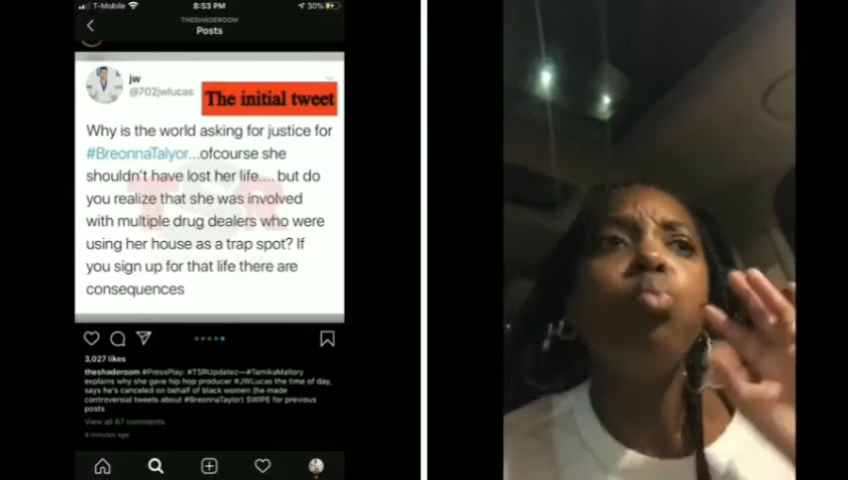 T-Mobile
8:53 PM
30%
THESHADEROOM
Posts
jw
@702jwlucas
The initial tweet
Why is the world asking for justice for
#BreonnaTalyor...ofcourse she
shouldn't have lost her life.... but do
you realize that she was involved
with multiple drug dealers who were
using her house as a trap spot? If
you sign up for that life there are
consequences
TSR
3,027 likes
theshaderoom #PressPlay: #TSRUpdatez—#TamikaMallory
explains why she gave hip hop producer #JWLucas the time of day,
says he's canceled on behalf of black women (he made
controversial tweets about #BreonnaTaylor) SWIPE for previous
posts
View all 67 comments
4 minutes ago